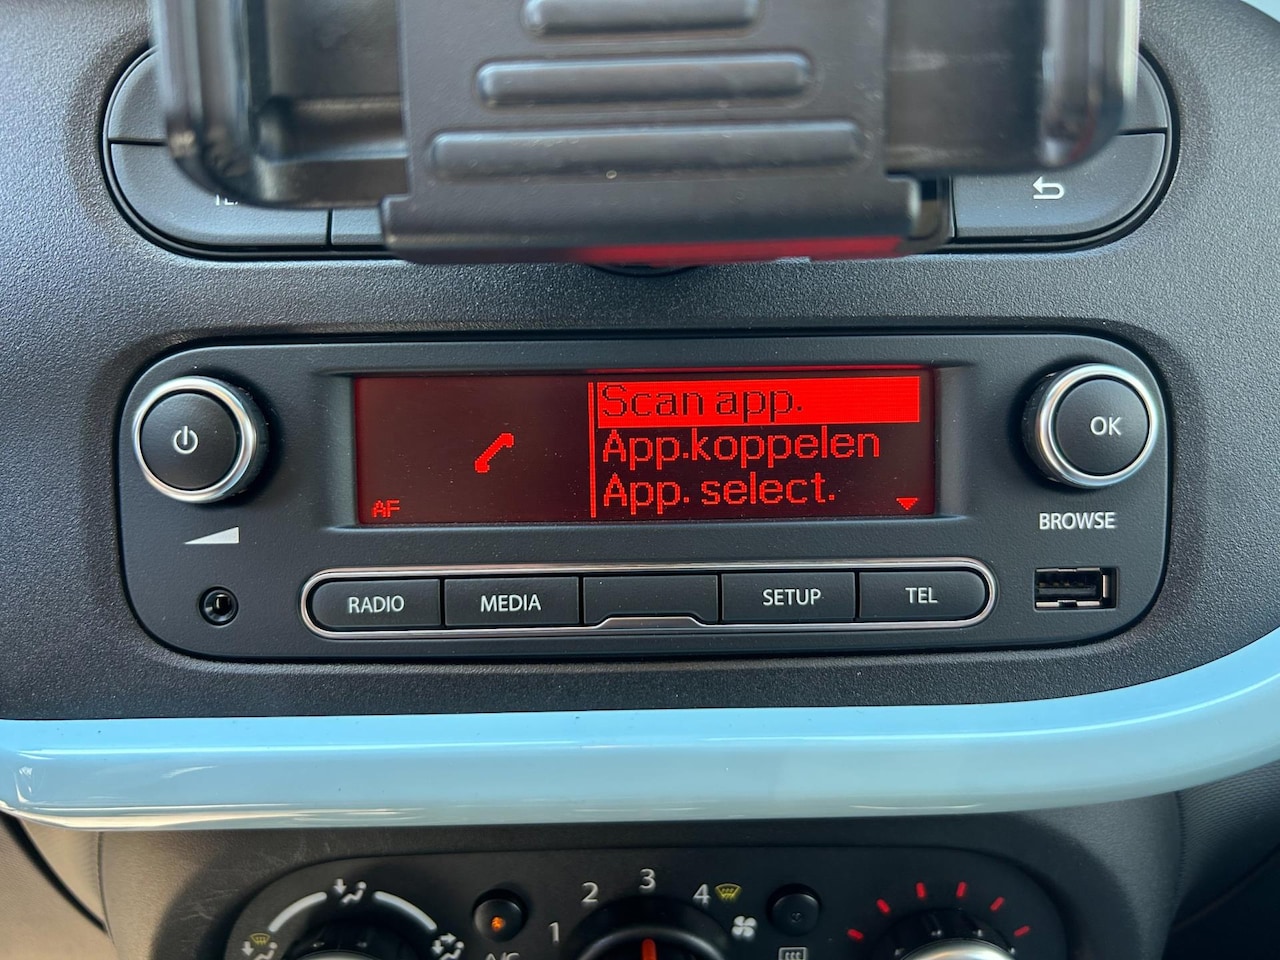 Scan app.
App.koppelen
App. select.
AF
OK
BROWSE
RADIO
MEDIA
SETUP
TEL
1
2
3
4
A/C